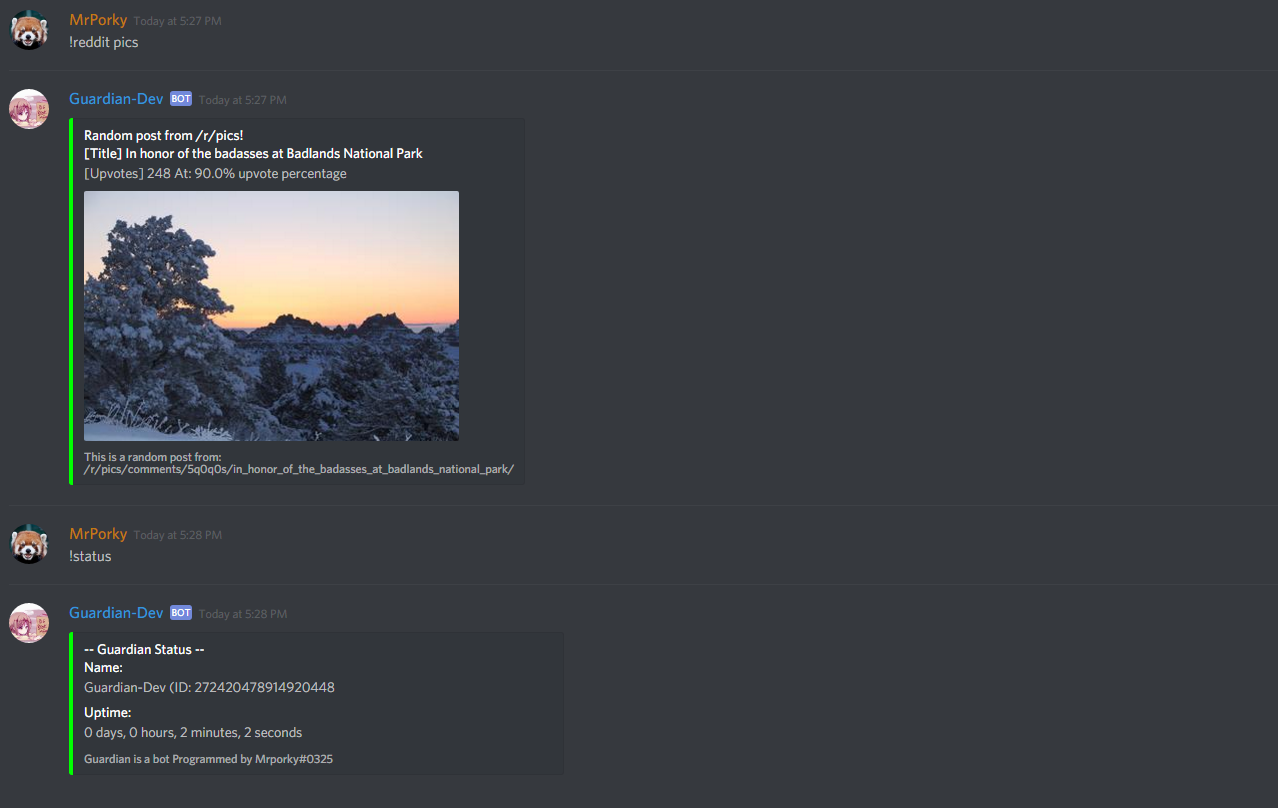 MrPorky Today at 5:27 PM
!reddit pics
Guardian-Dev BOT Today at 5:27 PM
Random post from /r/pics!
[Title] In honor of the badasses at Badlands National Park
[Upvotes] 248 At: 90.0% upvote percentage
This is a random post from:
/r/pics/comments/5q0q0s/in_honor_of_the_badasses_at_badlands_national_park/
MrPorky Today at 5:28 PM
!status
Guardian-Dev BOT Today at 5:28 PM
-- Guardian Status --
Name:
Guardian-Dev (ID: 272420478914920448
Uptime:
0 days, 0 hours, 2 minutes, 2 seconds
Guardian is a bot Programmed by Mrporky#0325